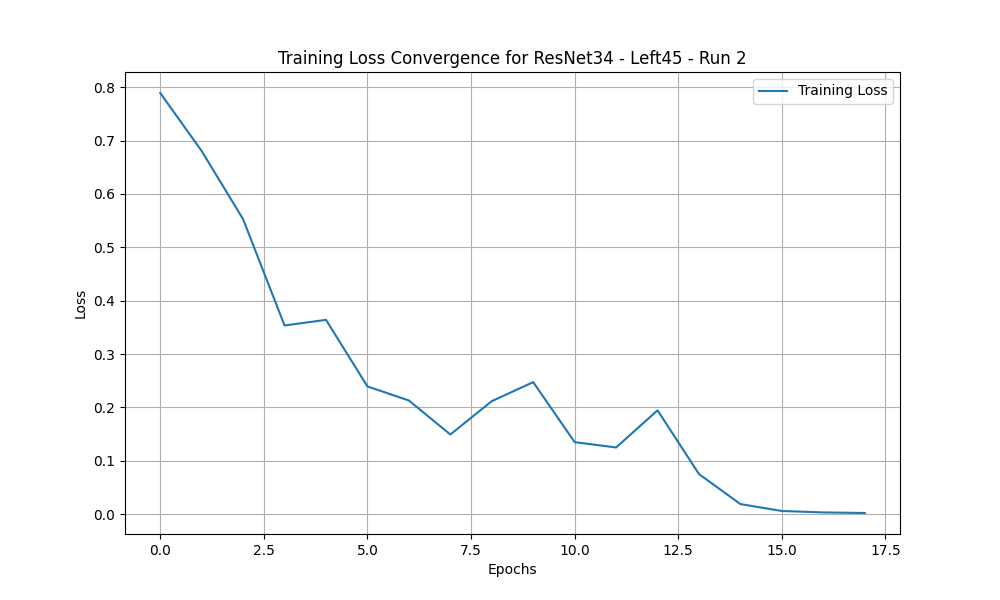 Training Loss Convergence for ResNet34 - Left45 - Run 2
Training Loss
0.8
0.7
0.6
0.5
0.4
0.3
0.2
0.1
0.0
Loss
0.0 2.5 5.0 7.5 10.0 12.5 15.0 17.5
Epochs